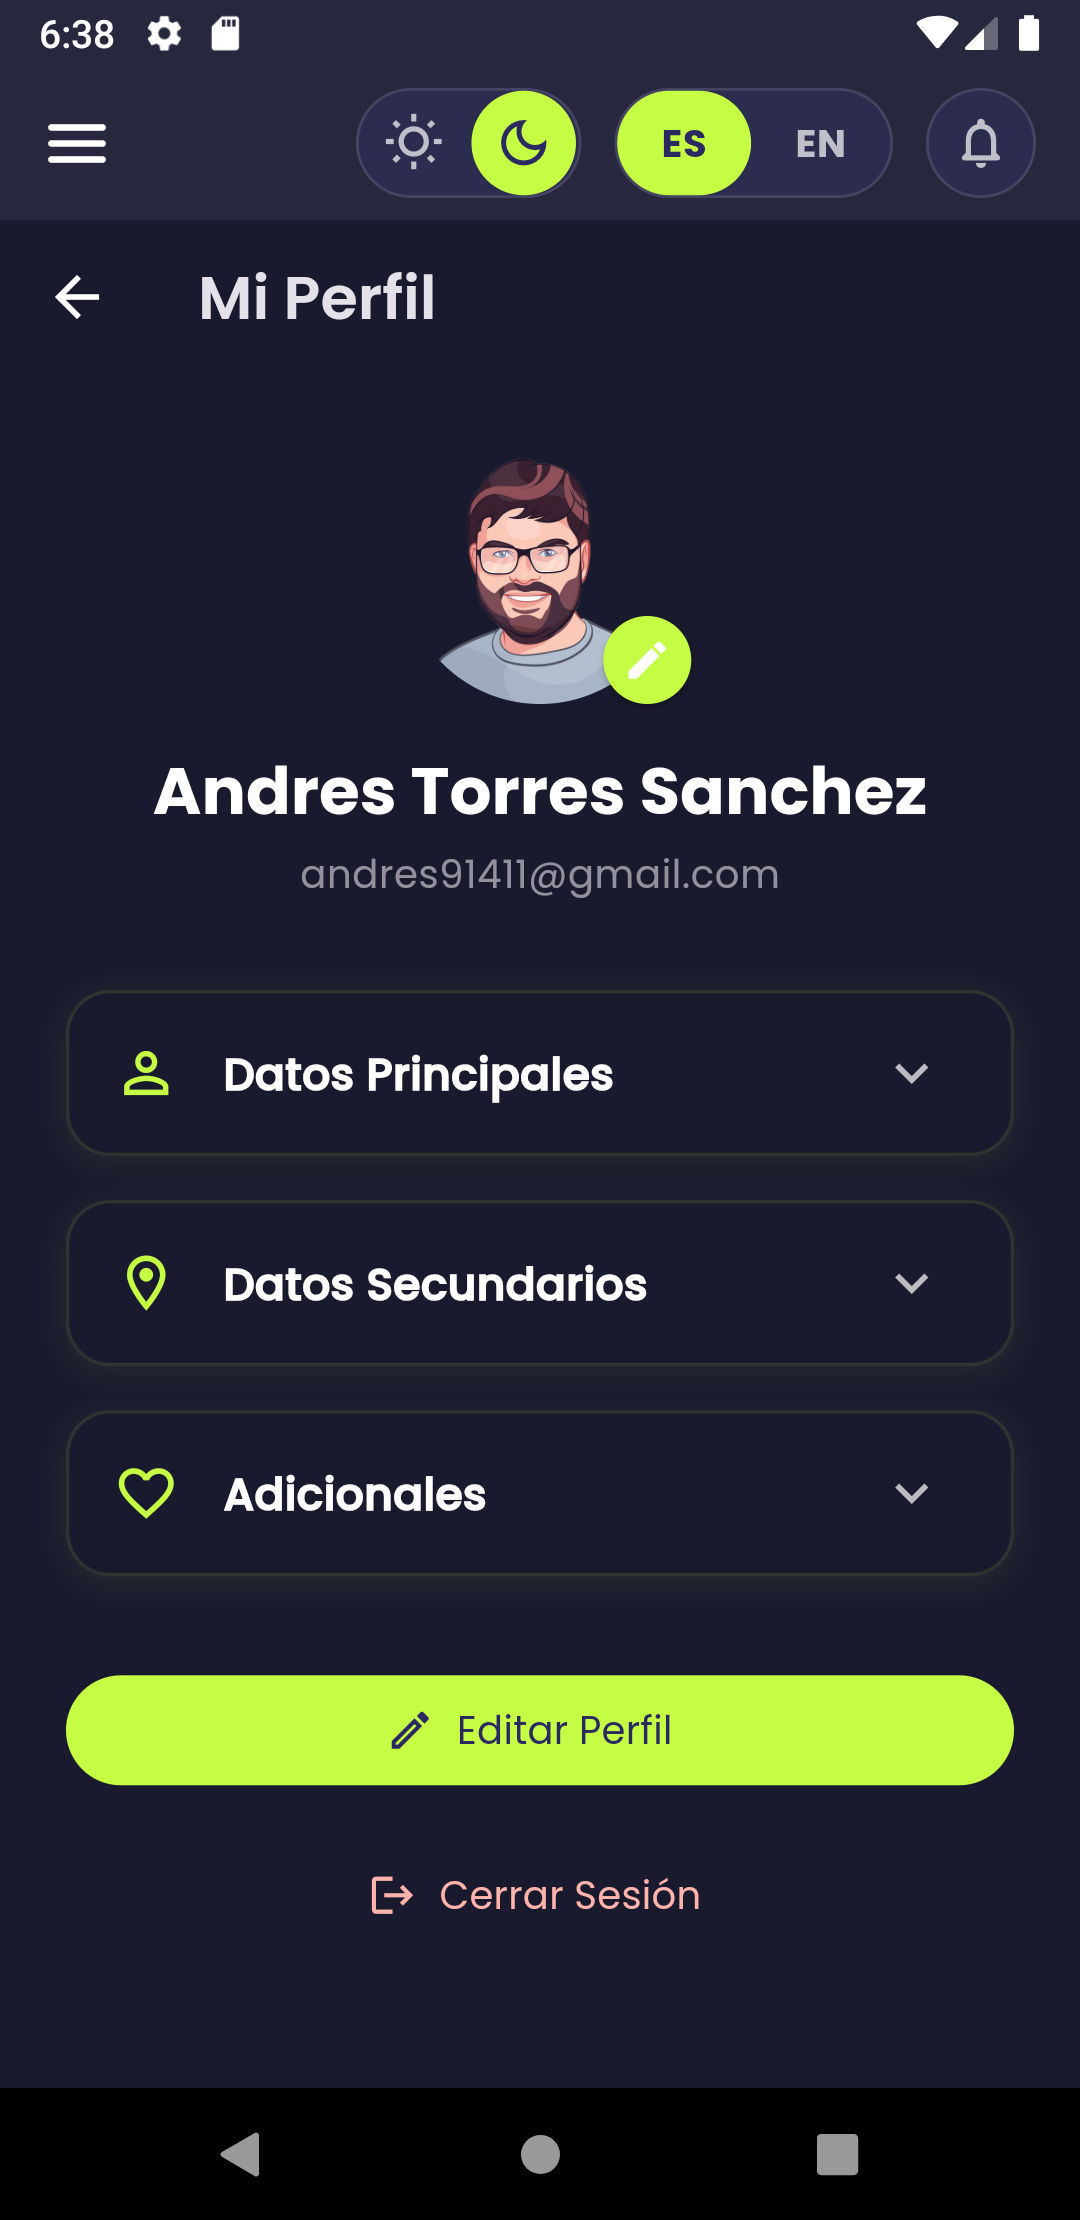 6:38
ES EN
Mi Perfil
Andres Torres Sanchez
andres91411@gmail.com
Datos Principales
Datos Secundarios
Adicionales
Editar Perfil
Cerrar Sesión